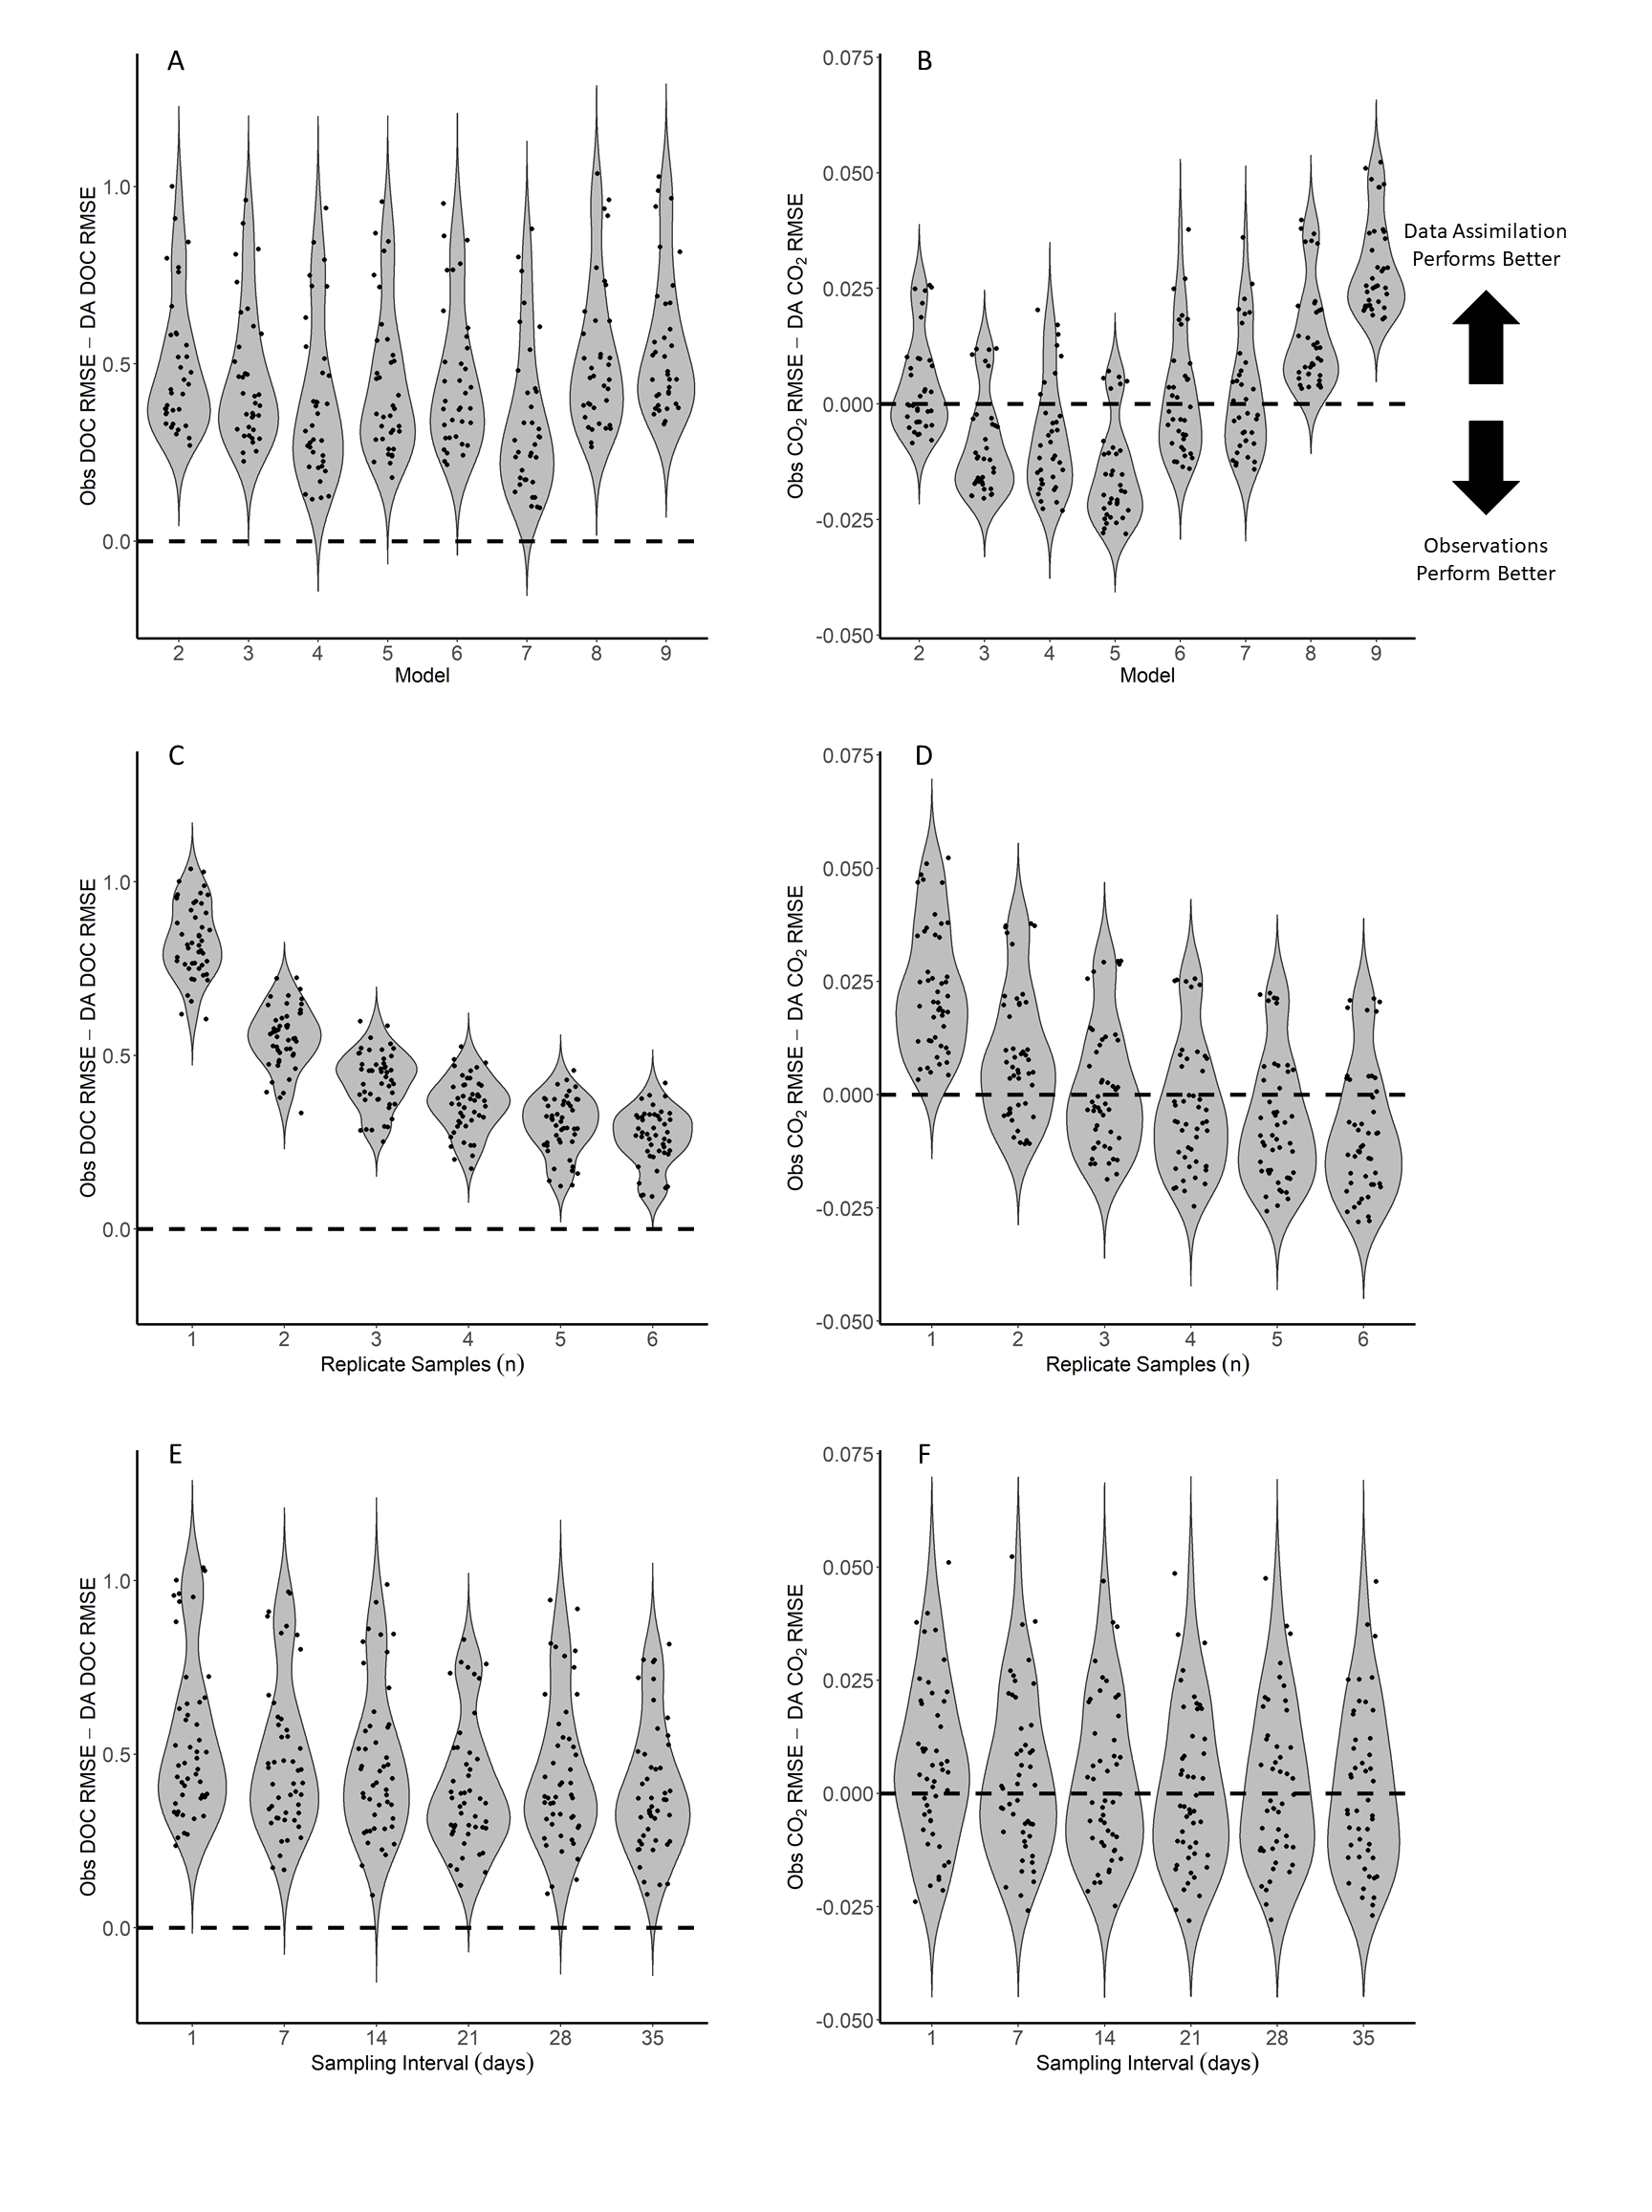 A
Obs DOC RMSE – DA DOC RMSE
1.0
0.5
0.0
2 3 4 5 6 7 8 9
Model
B
Obs CO₂ RMSE – DA CO₂ RMSE
0.075
0.050
0.025
0.000
-0.025
-0.050
2 3 4 5 6 7 8 9
Model
Data Assimilation
Performs Better
Observations
Perform Better
C
Obs DOC RMSE – DA DOC RMSE
1.0
0.5
0.0
1 2 3 4 5 6
Replicate Samples (n)
D
Obs CO₂ RMSE – DA CO₂ RMSE
0.075
0.050
0.025
0.000
-0.025
-0.050
1 2 3 4 5 6
Replicate Samples (n)
E
Obs DOC RMSE – DA DOC RMSE
1.0
0.5
0.0
1 7 14 21 28 35
Sampling Interval (days)
F
Obs CO₂ RMSE – DA CO₂ RMSE
0.075
0.050
0.025
0.000
-0.025
-0.050
1 7 14 21 28 35
Sampling Interval (days)